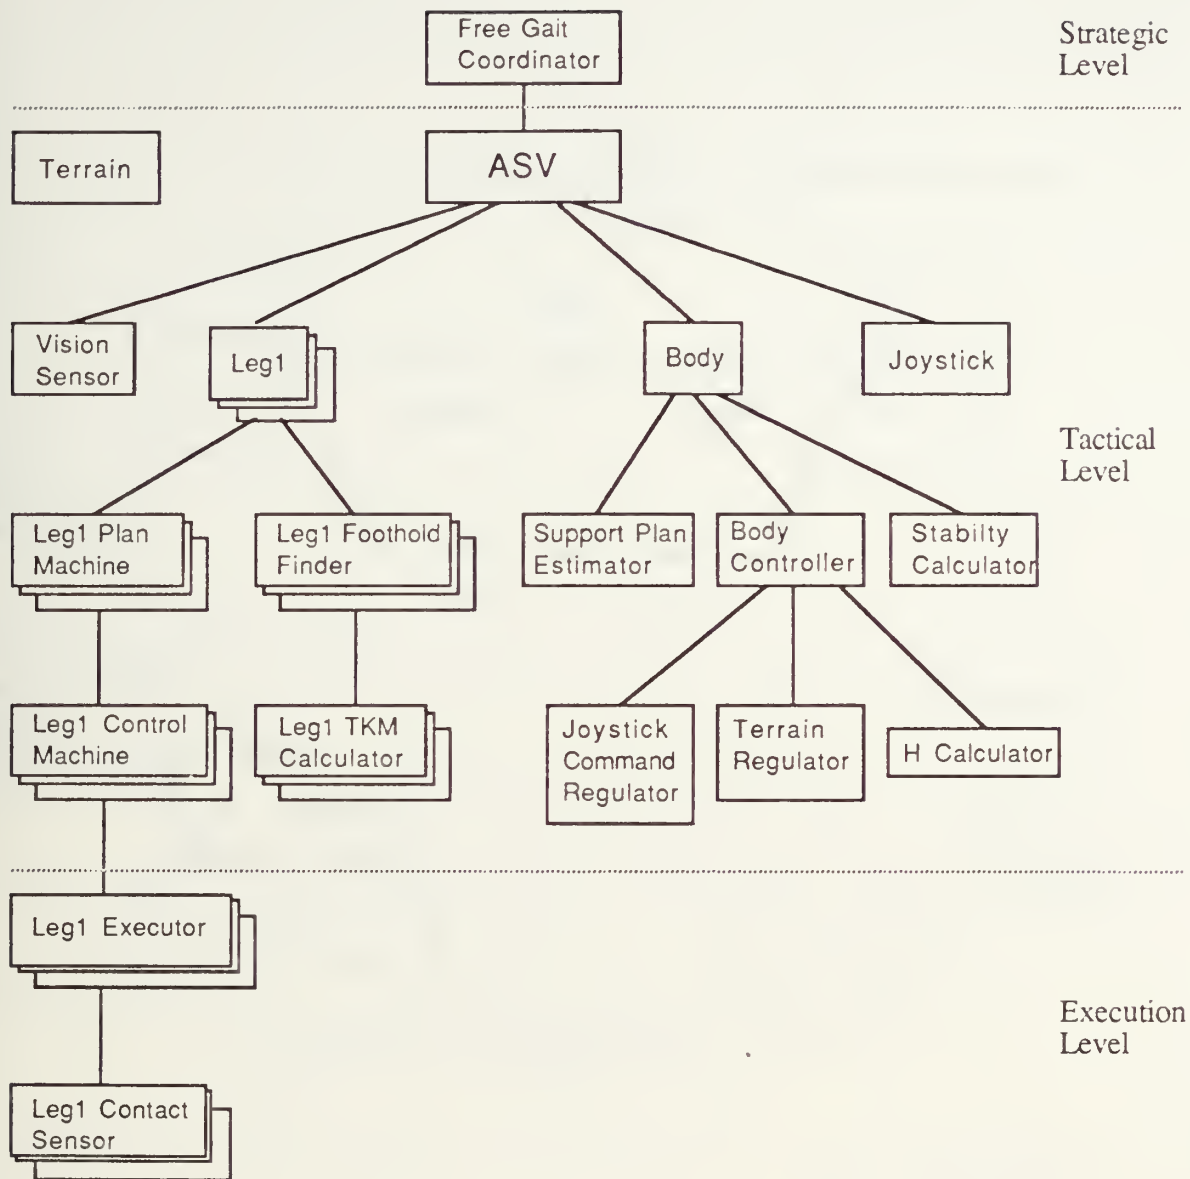 Free Gait
Coordinator
Strategic
Level
Terrain
ASV
Vision
Sensor
Leg1
Body
Joystick
Tactical
Level
Leg1 Plan
Machine
Leg1 Foothold
Finder
Support Plan
Estimator
Body
Controller
Stabilty
Calculator
Leg1 Control
Machine
Leg1 TKM
Calculator
Joystick
Command
Regulator
Terrain
Regulator
H Calculator
Leg1 Executor
Execution
Level
Leg1 Contact
Sensor